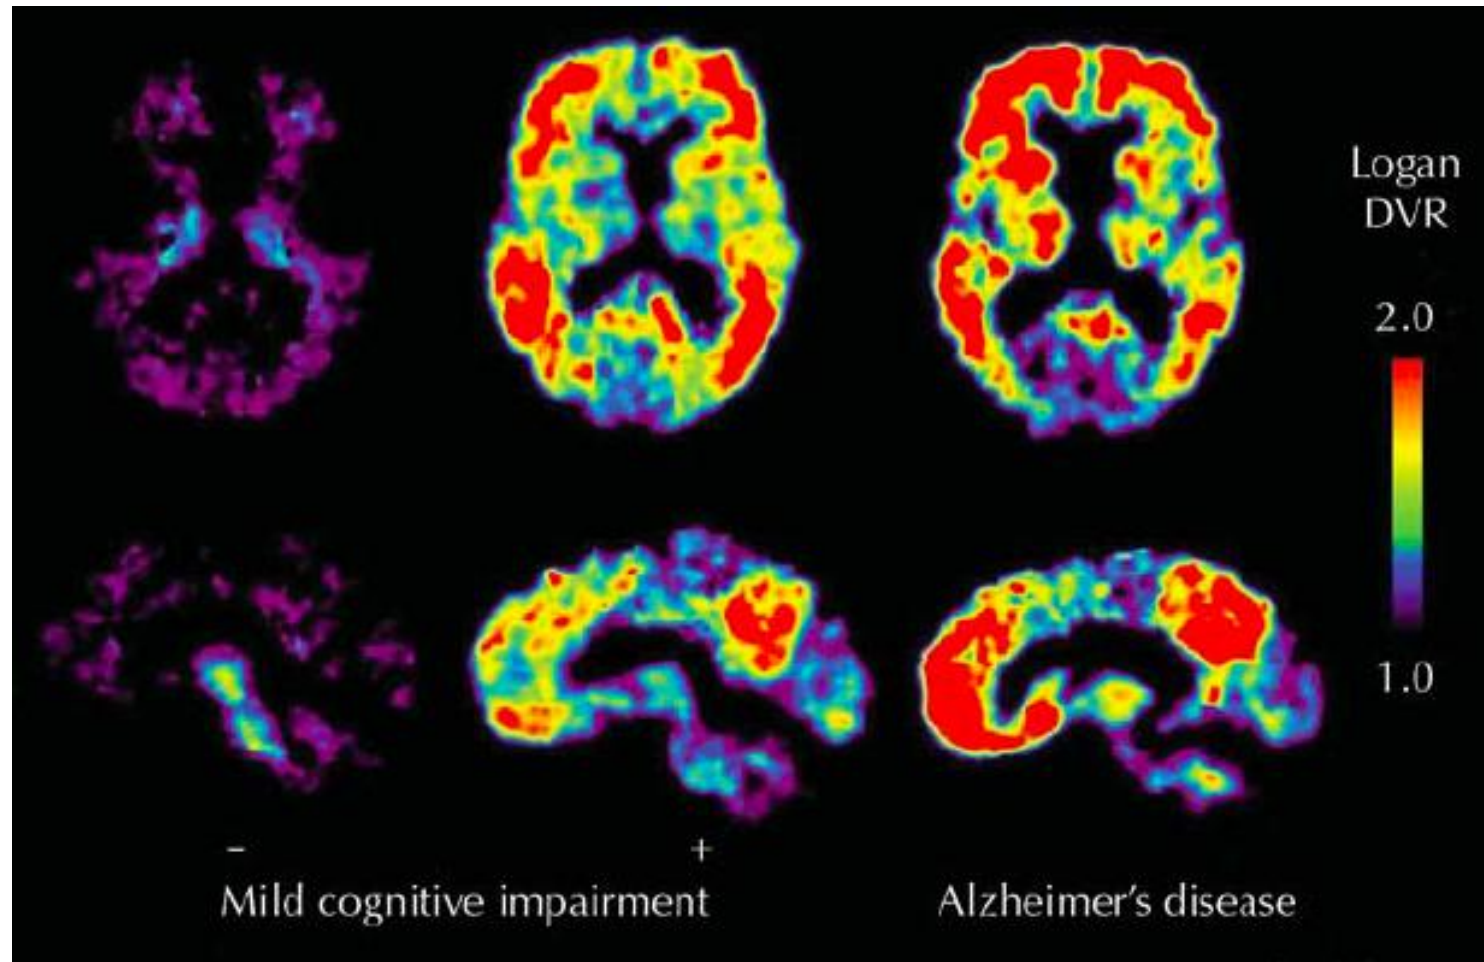 Logan
DVR
2.0
1.0
– +
Mild cognitive impairment
Alzheimer's disease